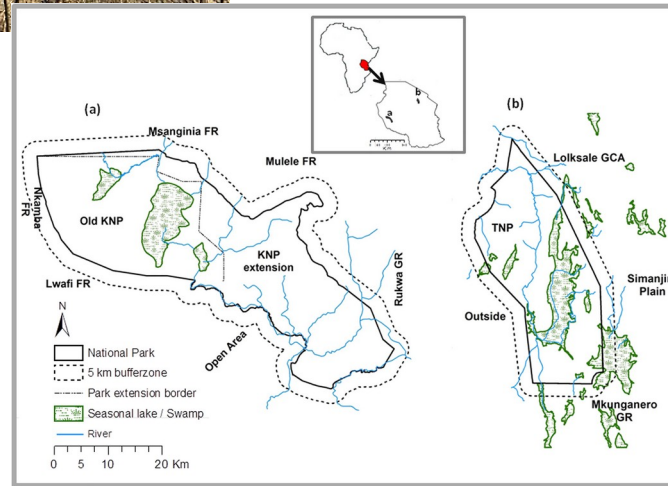 (a)
Msanginia FR
Mulele FR
Nkamba
FR
Old KNP
KNP
extension
Rukwa GR
Lwafi FR
Open Area
N
National Park
5 km bufferzone
Park extension border
Seasonal lake / Swamp
River
0 5 10 20 Km
a
b
(b)
Lolksale GCA
TNP
Simanjir
Plain
Outside
Mkunganero
GR